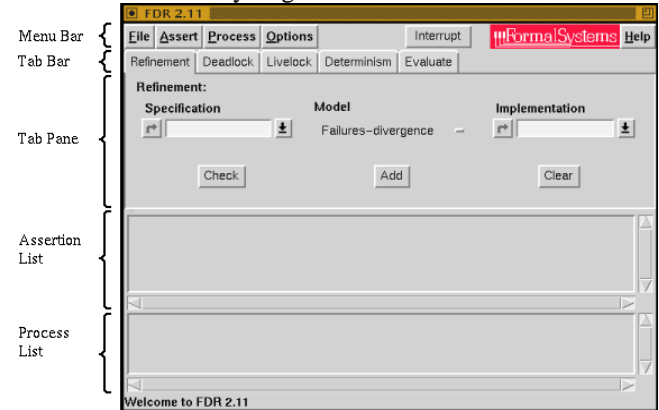 FDR 2.11
Menu Bar
File Assert Process Options Interrupt FormalSystems Help
Tab Bar
Refinement Deadlock Livelock Determinism Evaluate
Refinement:
Specification Model Implementation
Failures-divergence
Tab Pane
Check Add Clear
Assertion
List
Process
List
Welcome to FDR 2.11